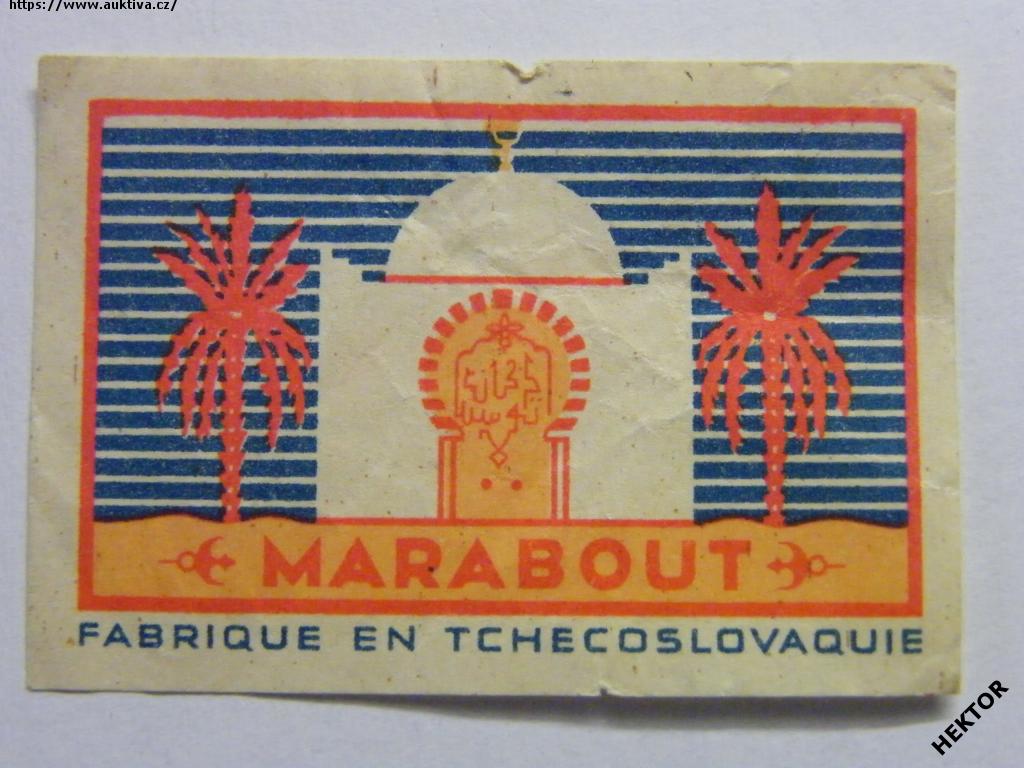 https://www.auktiva.cz/
MARABOUT
FABRIQUE EN TCHECOSLOVAQUIE
HEKTOR